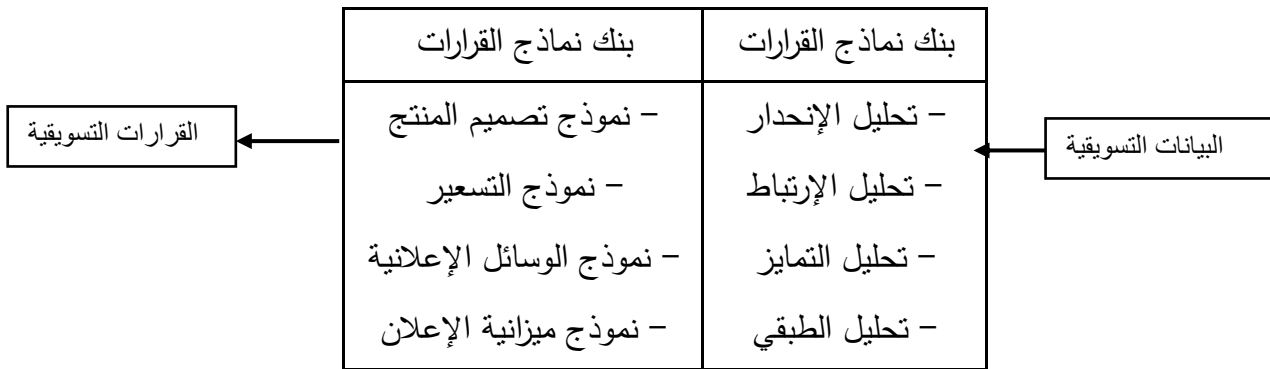 بنك نماذج القرارات
بنك نماذج القرارات
البيانات التسويقية
– تحليل الإنحدار
– تحليل الإرتباط
– تحليل التمايز
– تحليل الطبقي
– نموذج تصميم المنتج
– نموذج التسعير
– نموذج الوسائل الإعلانية
– نموذج ميزانية الإعلان
القرارات التسويقية